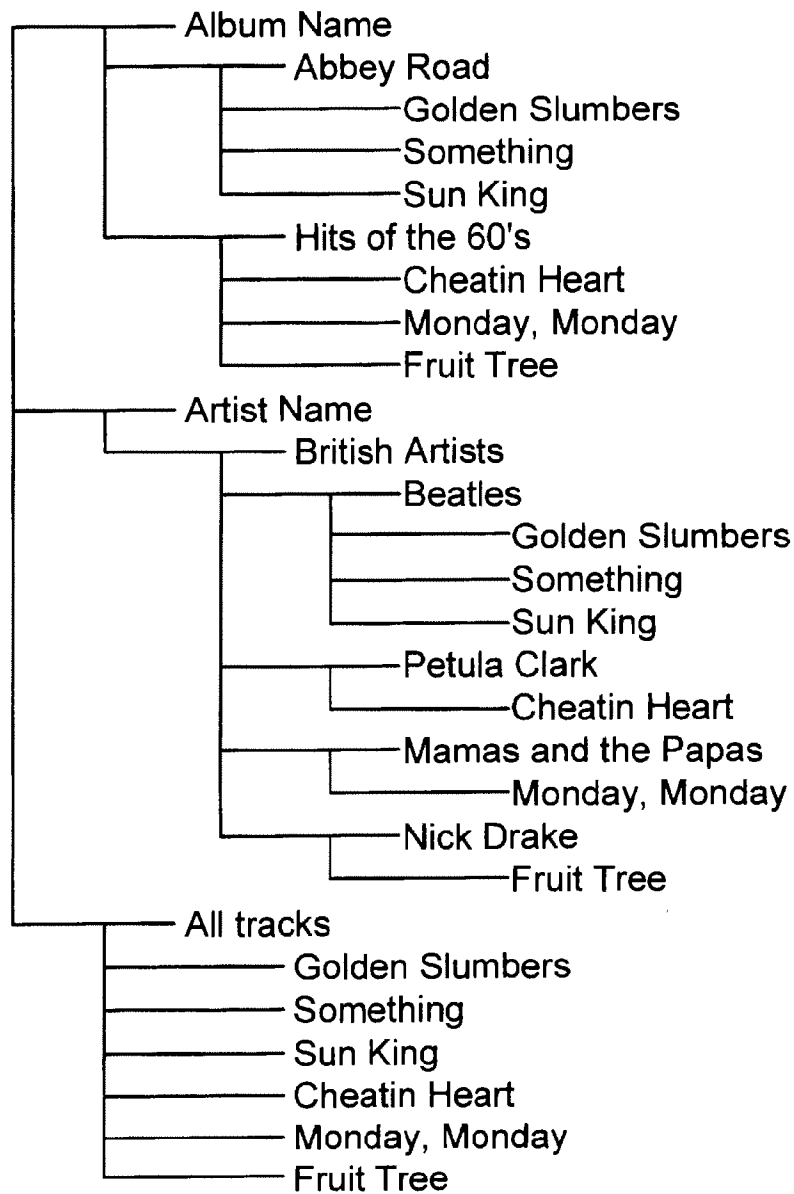 Album Name
Abbey Road
Golden Slumbers
Something
Sun King
Hits of the 60's
Cheatin Heart
Monday, Monday
Fruit Tree
Artist Name
British Artists
Beatles
Golden Slumbers
Something
Sun King
Petula Clark
Cheatin Heart
Mamas and the Papas
Monday, Monday
Nick Drake
Fruit Tree
All tracks
Golden Slumbers
Something
Sun King
Cheatin Heart
Monday, Monday
Fruit Tree